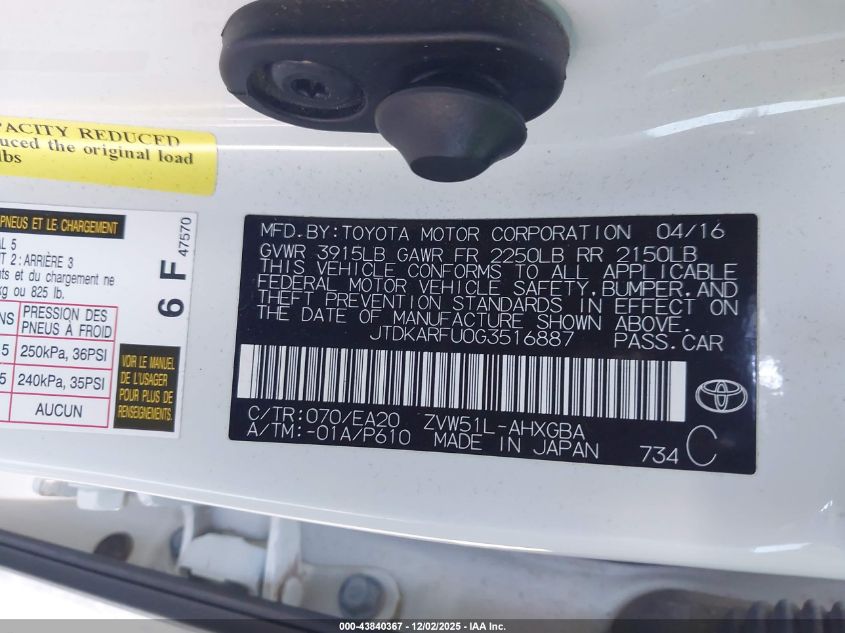 PACITY REDUCED
uced the original load
lbs
PNEUS ET LE CHARGEMENT
AL 5
T 2 : ARRIÈRE 3
nts et du chargement ne
kg ou 825 lb.
NS PRESSION DES PNEUS À FROID
5 250kPa, 36PSI
5 240kPa, 35PSI
AUCUN
6 F 47570
VOIR LE MANUEL
DE L'USAGER
POUR PLUS DE
RENSEIGNEMENTS
MFD. BY: TOYOTA MOTOR CORPORATION 04/16
GVWR 3915LB GAWR FR 2250LB RR 2150LB
THIS VEHICLE CONFORMS TO ALL APPLICABLE
FEDERAL MOTOR VEHICLE SAFETY, BUMPER, AND
THEFT PREVENTION STANDARDS IN EFFECT ON
THE DATE OF MANUFACTURE SHOWN ABOVE.
JTDKARFU0G3516887 PASS.CAR
C/TR: 070/EA20 ZVW51L-AHXGBA
A/TM: -01A/P610 MADE IN JAPAN 734 C
000-43840367 - 12/02/2025 - IAA Inc.